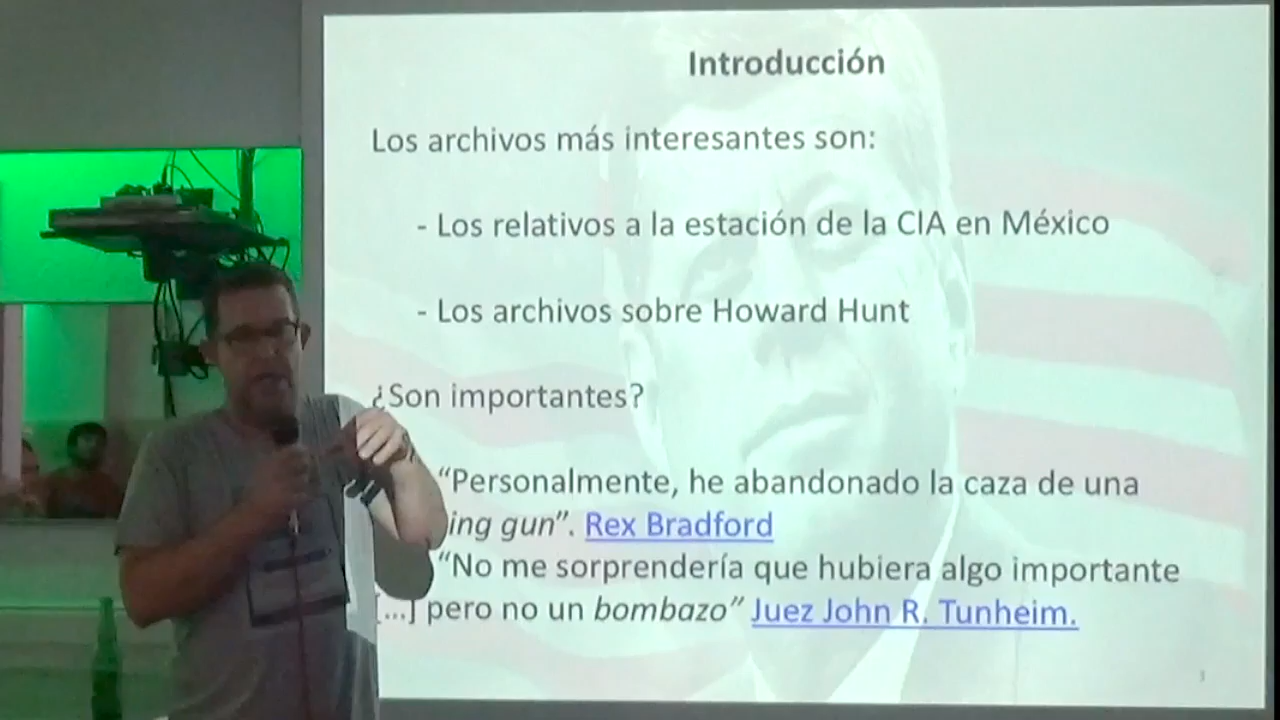 Introducción
Los archivos más interesantes son:
- Los relativos a la estación de la CIA en México
- Los archivos sobre Howard Hunt
¿Son importantes?
“Personalmente, he abandonado la caza de una
ing gun”. Rex Bradford
“No me sorprendería que hubiera algo importante
[...] pero no un bombazo” Juez John R. Tunheim.